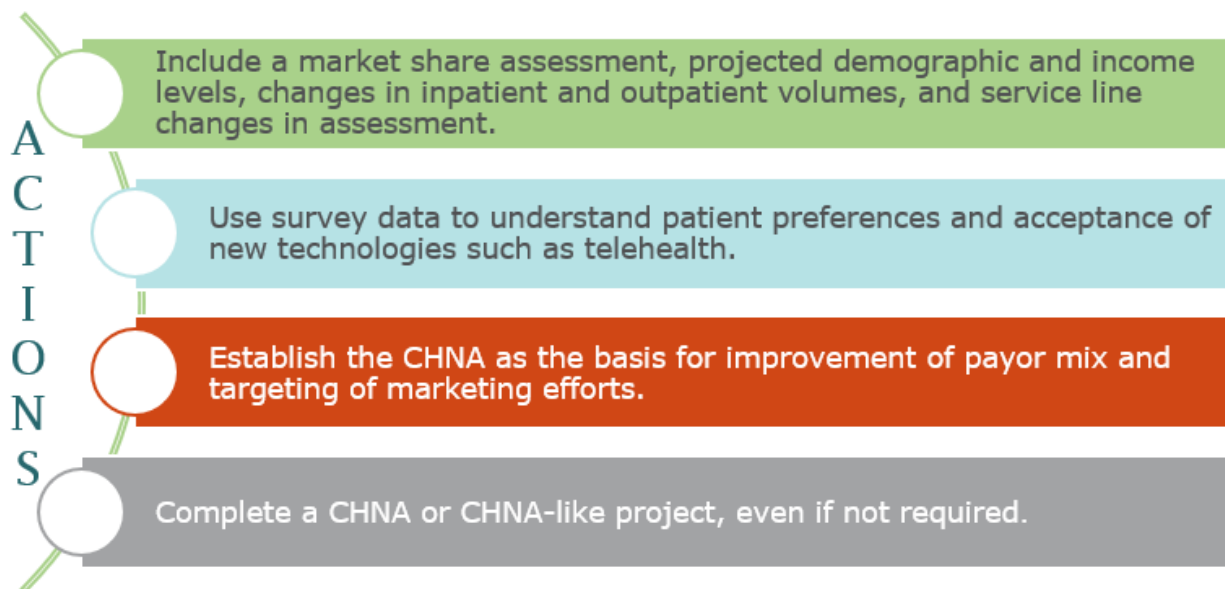 ACTIONS
Include a market share assessment, projected demographic and income
levels, changes in inpatient and outpatient volumes, and service line
changes in assessment.
Use survey data to understand patient preferences and acceptance of
new technologies such as telehealth.
Establish the CHNA as the basis for improvement of payor mix and
targeting of marketing efforts.
Complete a CHNA or CHNA-like project, even if not required.